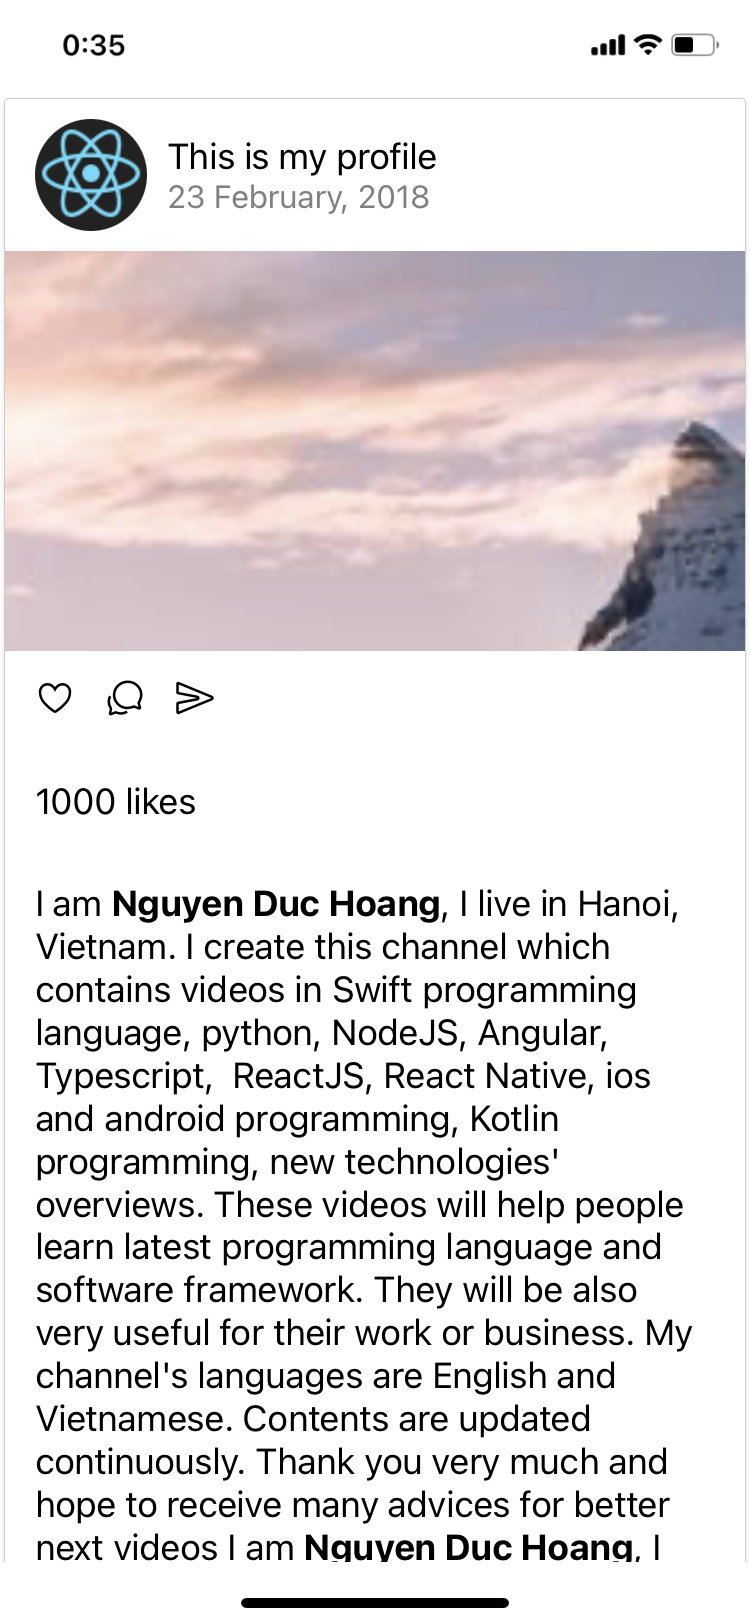 0:35
This is my profile
23 February, 2018
1000 likes
I am Nguyen Duc Hoang, I live in Hanoi,
Vietnam. I create this channel which
contains videos in Swift programming
language, python, NodeJS, Angular,
Typescript,  ReactJS, React Native, ios
and android programming, Kotlin
programming, new technologies'
overviews. These videos will help people
learn latest programming language and
software framework. They will be also
very useful for their work or business. My
channel's languages are English and
Vietnamese. Contents are updated
continuously. Thank you very much and
hope to receive many advices for better
next videos I am Nguyen Duc Hoang, I